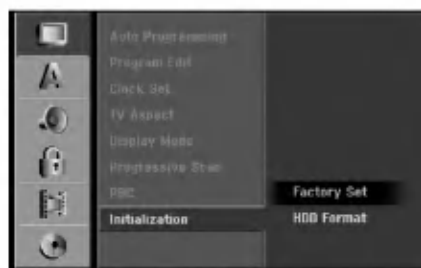 Auto Programming
Program Edit
Clock Set
TV Aspect
Display Mode
Progressive Scan
PBC
Initialization
Factory Set
HDD Format